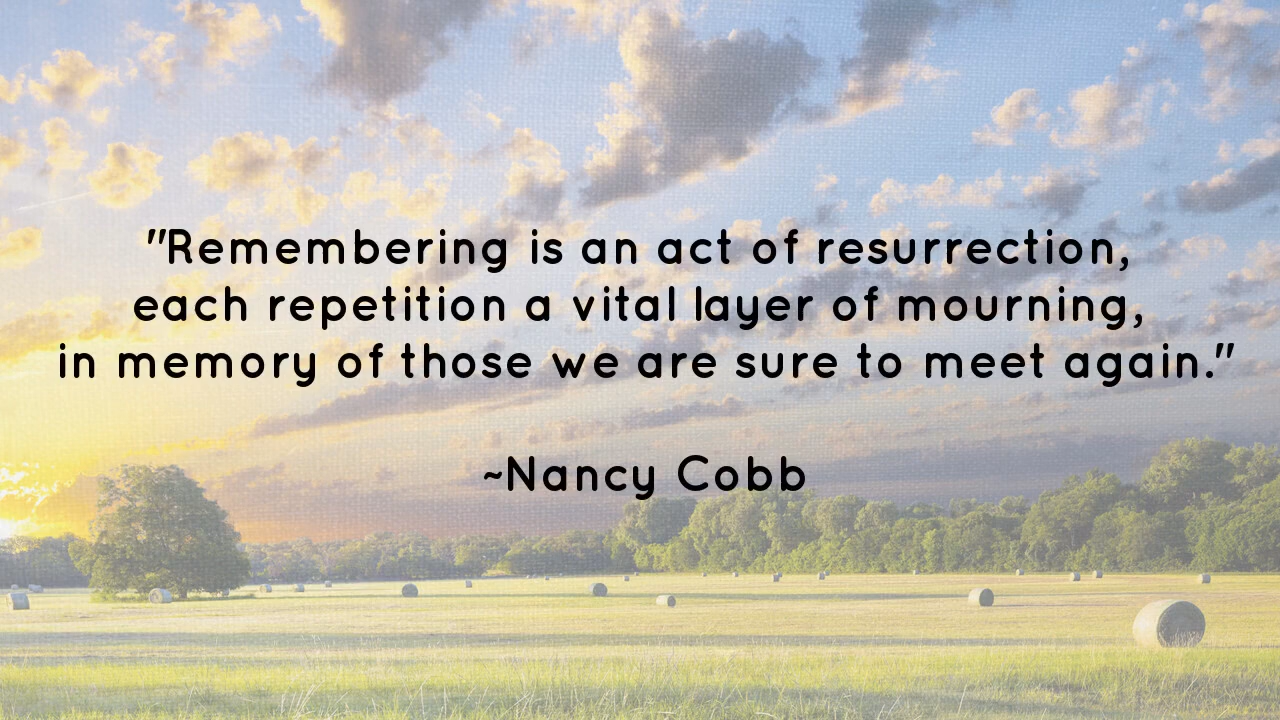 "Remembering is an act of resurrection,
each repetition a vital layer of mourning,
in memory of those we are sure to meet again."
~Nancy Cobb